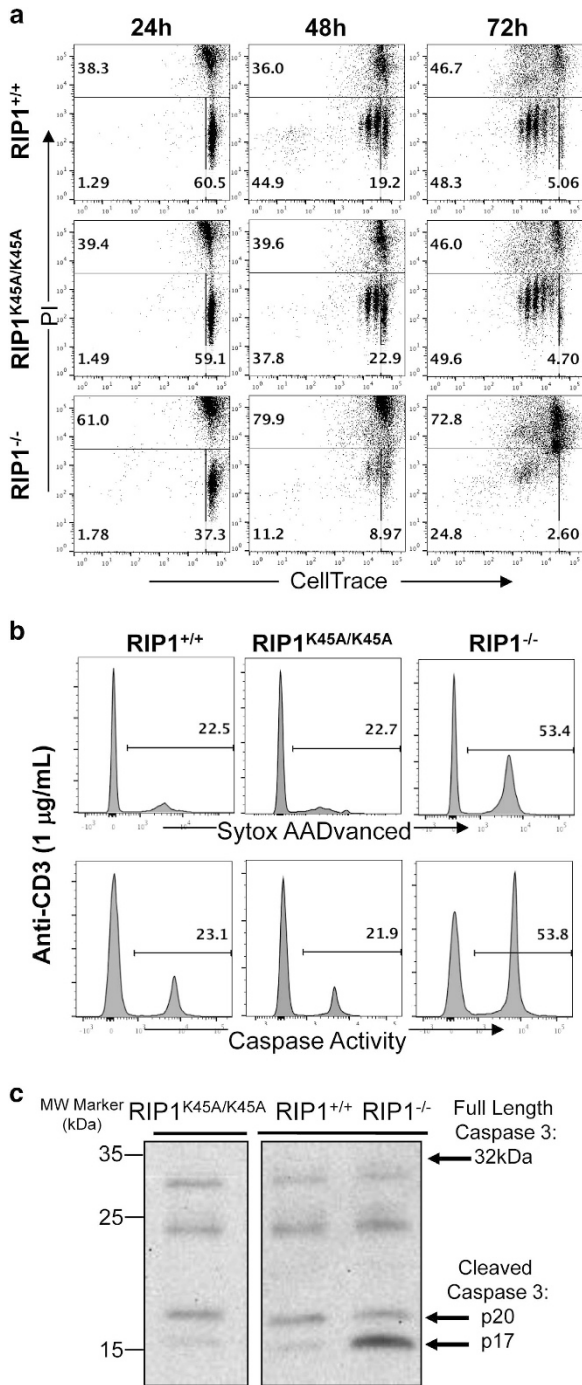 a
24h 48h 72h
RIP1+/+
38.3
1.29 60.5
36.0
44.9 19.2
46.7
48.3 5.06
RIP1K45A/K45A
39.4
1.49 59.1
39.6
37.8 22.9
46.0
49.6 4.70
RIP1-/-
61.0
1.78 37.3
79.9
11.2 8.97
72.8
24.8 2.60
PI
CellTrace
b
RIP1+/+ RIP1K45A/K45A RIP1-/-
Anti-CD3 (1 µg/mL)
22.5 22.7 53.4
Sytox AADvanced
23.1 21.9 53.8
Caspase Activity
c
MW Marker
(kDa)
RIP1K45A/K45A RIP1+/+ RIP1-/-
Full Length
Caspase 3:
32kDa
35
25
15
Cleaved
Caspase 3:
p20
p17